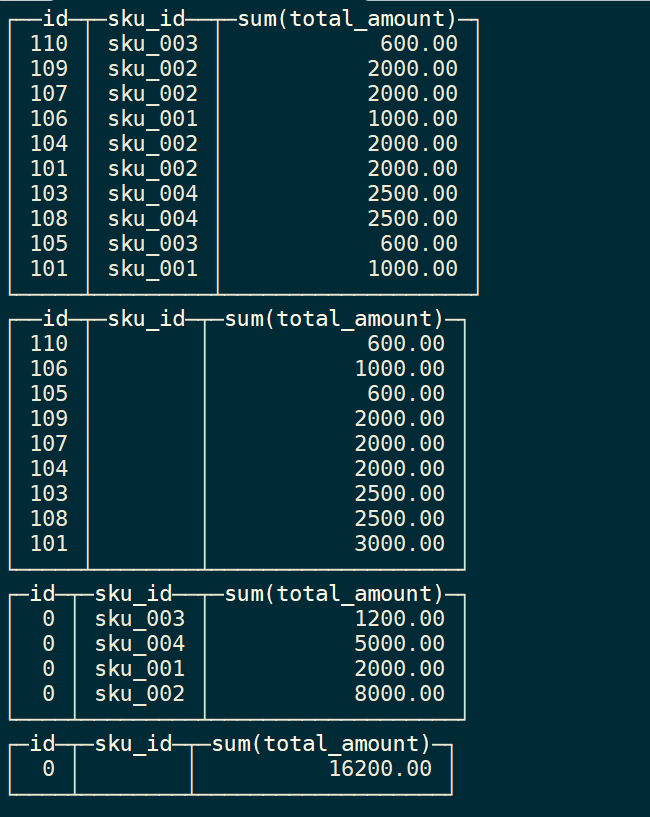 id sku_id sum(total_amount)
110 sku_003 600.00
109 sku_002 2000.00
107 sku_002 2000.00
106 sku_001 1000.00
104 sku_002 2000.00
101 sku_002 2000.00
103 sku_004 2500.00
108 sku_004 2500.00
105 sku_003 600.00
101 sku_001 1000.00
id sku_id sum(total_amount)
110 600.00
106 1000.00
105 600.00
109 2000.00
107 2000.00
104 2000.00
103 2500.00
108 2500.00
101 3000.00
id sku_id sum(total_amount)
0 sku_003 1200.00
0 sku_004 5000.00
0 sku_001 2000.00
0 sku_002 8000.00
id sku_id sum(total_amount)
0 16200.00